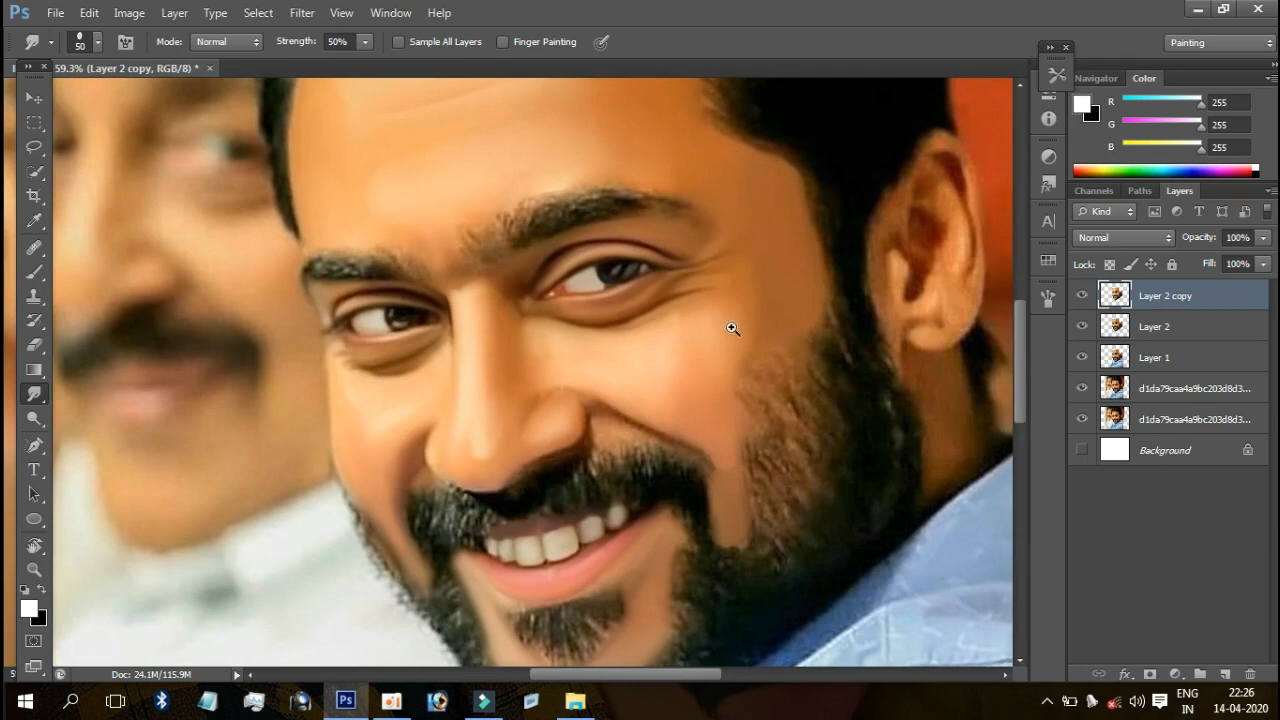 Ps File Edit Image Layer Type Select Filter View Window Help
50 Mode: Normal Strength: 50% Sample All Layers Finger Painting Painting
59.3% (Layer 2 copy, RGB/8) * ×
Navigator Color
R 255
G 255
B 255
Channels Paths Layers
Kind
Normal Opacity: 100%
Lock: Fill: 100%
Layer 2 copy
Layer 2
Layer 1
d1da79caa4a9bc203d8d3...
d1da79caa4a9bc203d8d3...
Background
Doc: 24.1M/115.9M
Ps
ENG 22:26
IN 14-04-2020